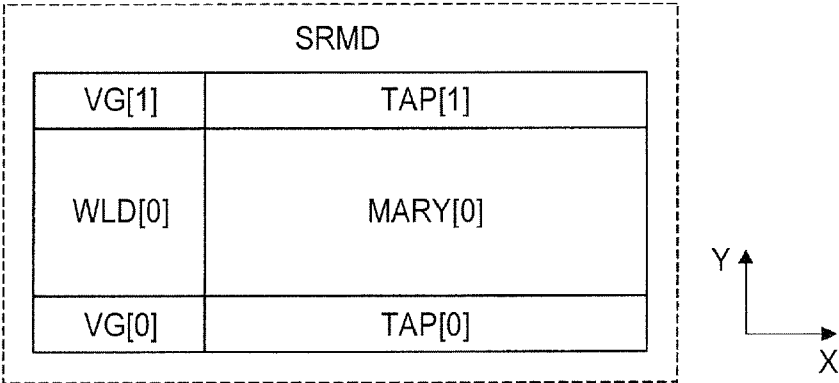 SRMD
VG[1] TAP[1]
WLD[0] MARY[0]
VG[0] TAP[0]
Y
X